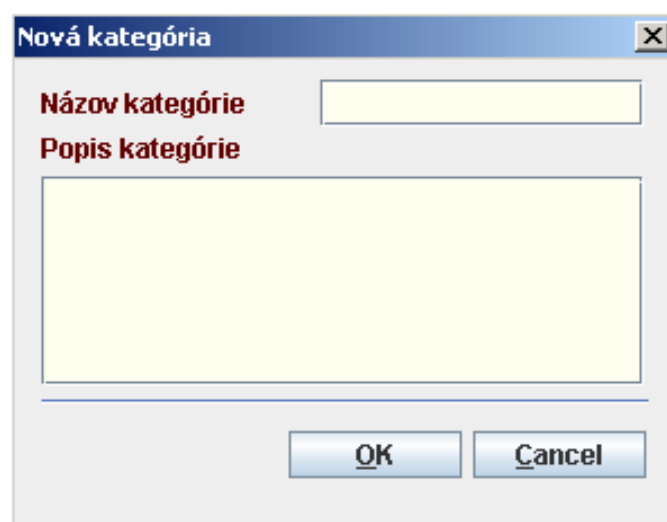 Nová kategória
Názov kategórie
Popis kategórie
OK Cancel